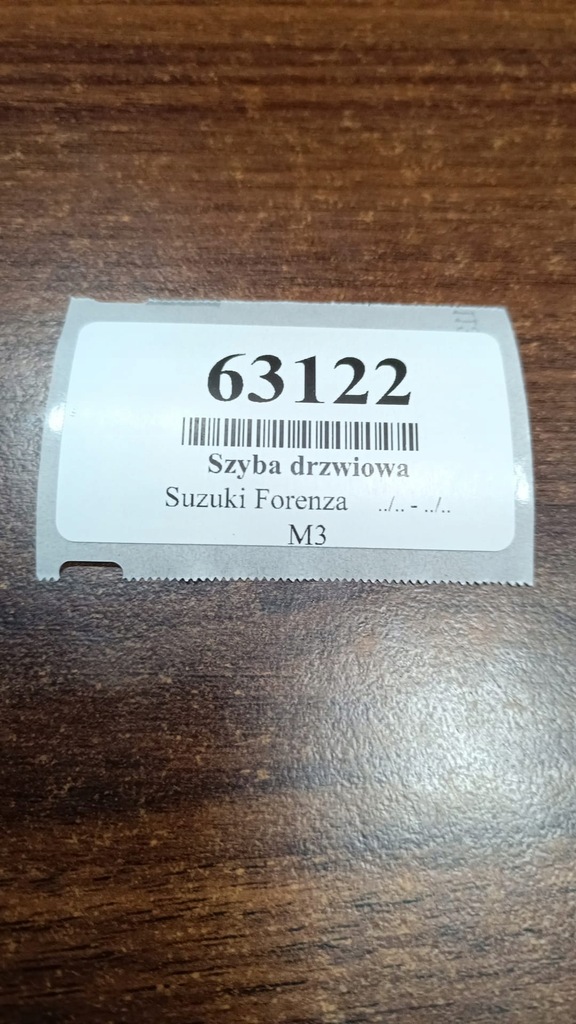 63122
Szyba drzwiowa
Suzuki Forenza ../.. - ../..
M3